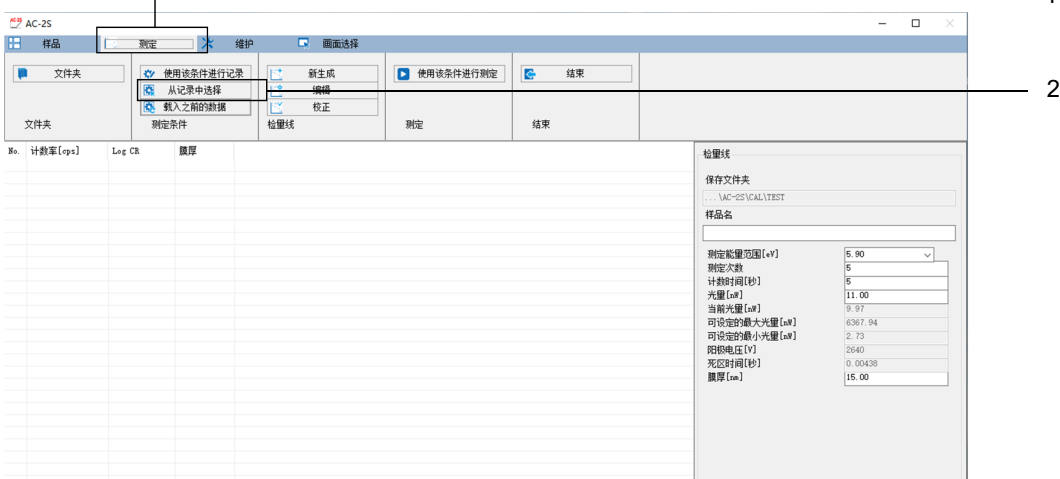 AC-2S
样品 测定 维护 画面选择
文件夹 使用该条件进行记录 新生成 使用该条件进行测定 结束
从记录中选择 编辑 2
载入之前的数据 校正
文件夹 测定条件 检量线 测定 结束
No. 计数率[cps] Log CR 膜厚
检量线
保存文件夹
...\AC-2S\CAL\TEST
样品名
测定能量范围[eV] 5.90
测定次数 5
计数时间[秒] 5
光量[nW] 11.00
当前光量[nW] 9.97
可设定的最大光量[nW] 6367.94
可设定的最小光量[nW] 2.73
阳极电压[V] 2640
死区时间[秒] 0.00438
膜厚[nm] 15.00